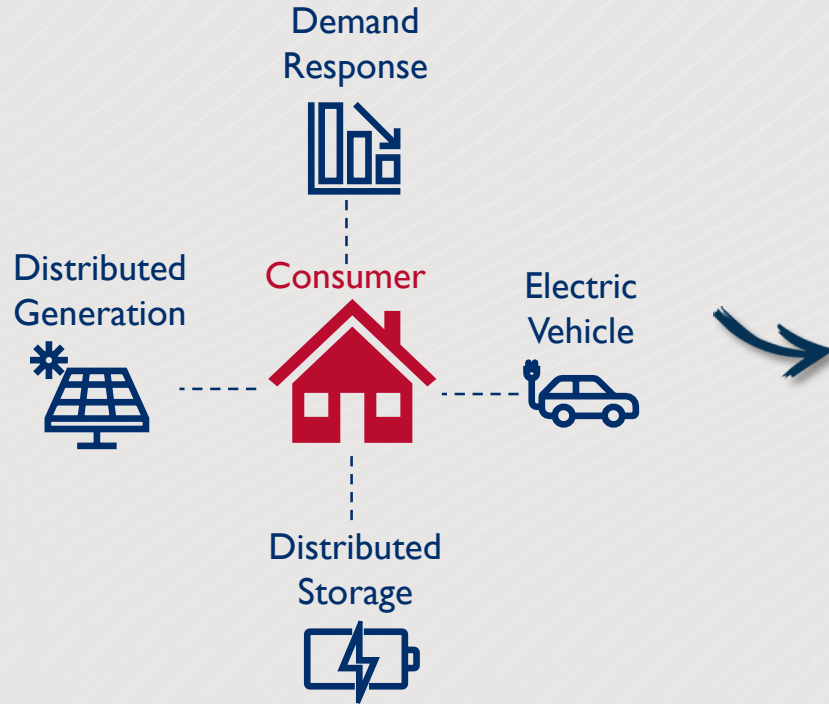 Demand
Response
Distributed
Generation
Consumer
Electric
Vehicle
Distributed
Storage